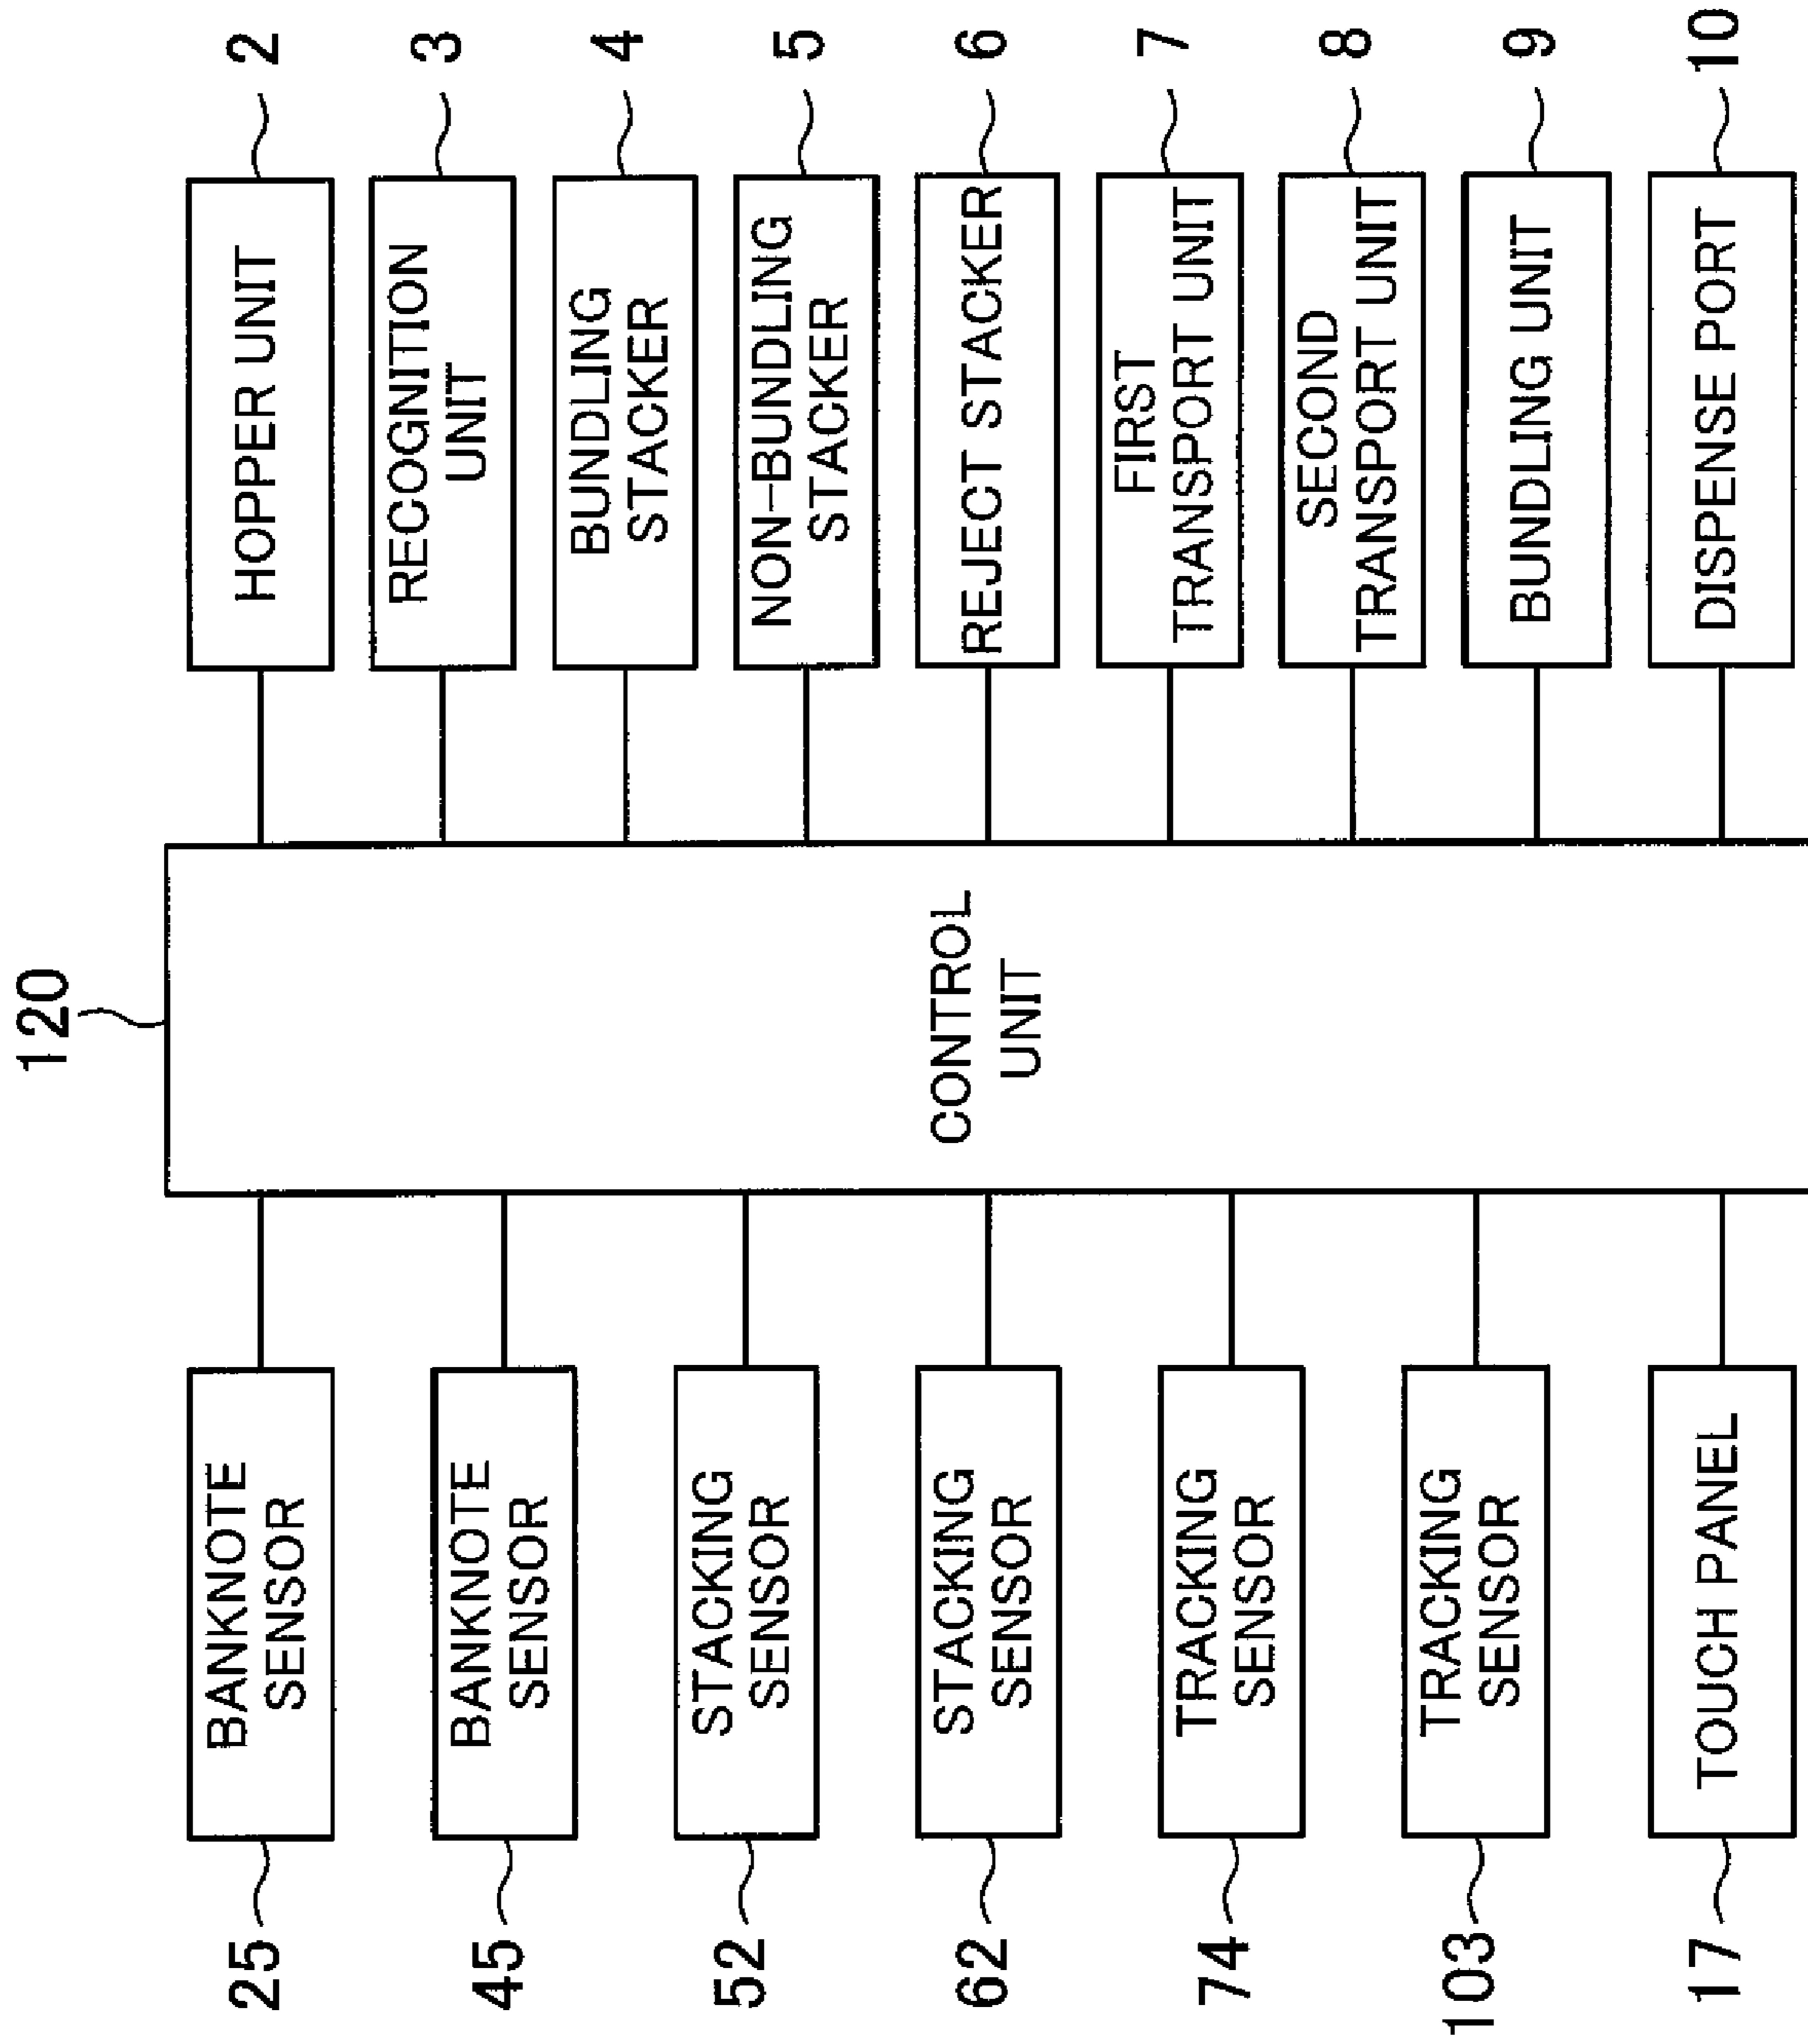 120
CONTROL
UNIT
25
BANKNOTE
SENSOR
45
BANKNOTE
SENSOR
52
STACKING
SENSOR
62
STACKING
SENSOR
74
TRACKING
SENSOR
103
TRACKING
SENSOR
17
TOUCH PANEL
HOPPER UNIT
2
RECOGNITION
UNIT
3
BUNDLING
STACKER
4
NON-BUNDLING
STACKER
5
REJECT STACKER
6
FIRST
TRANSPORT UNIT
7
SECOND
TRANSPORT UNIT
8
BUNDLING UNIT
9
DISPENSE PORT
10